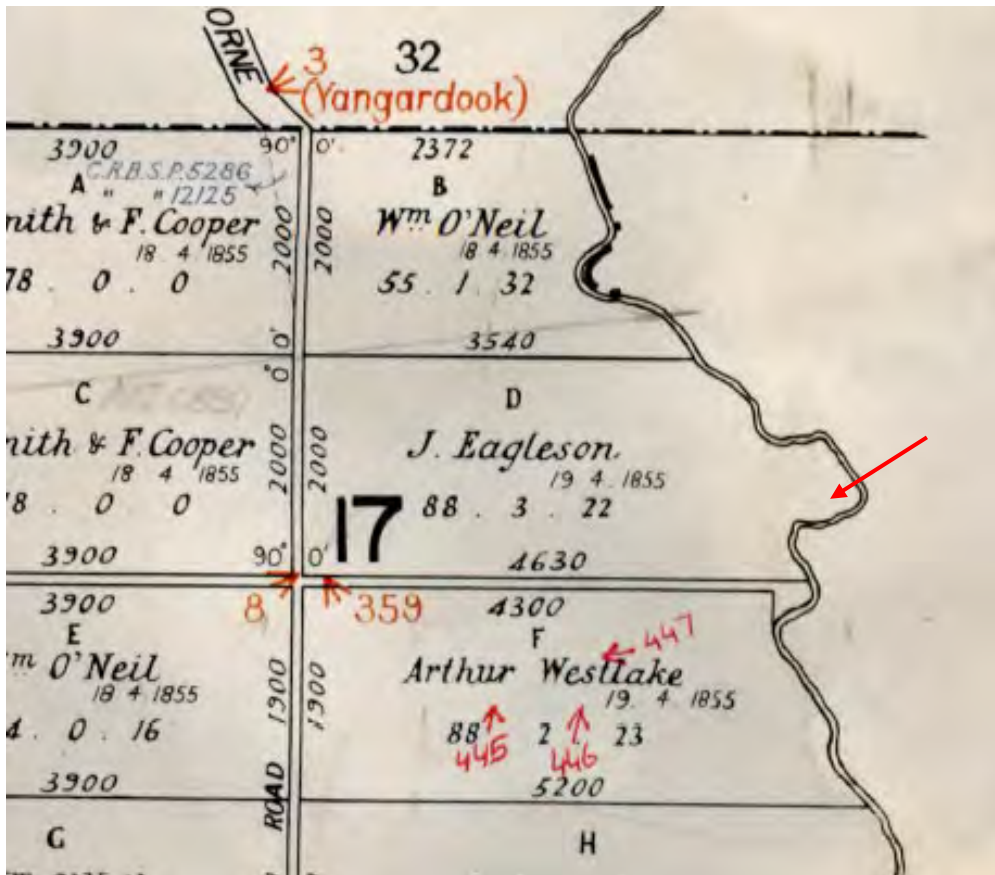 ORNE
3
32
(Yangardook)
3900
90°
0'
2372
A
C.R.B.S.P. 5286
" " 12125
B
nith & F. Cooper
18 . 4 . 1855
Wm O'Neil
18 4 . 1855
78 . 0 . 0
2000
2000
55 . 1 . 32
3900
0'
3540
C
0°
D
nith & F. Cooper
18 4 1855
J. Eagleson.
19 4 . 1855
8 . 0 0
2000
2000
17
88 . 3 . 22
3900
90°
0'
4630
3900
8
359
4300
E
F
447
m O'Neil
18 4 1855
Arthur Westlake
19 . 4 . 1855
4 . 0 . 16
1900
1900
88 2 . 23
445
446
3900
ROAD
5200
G
H